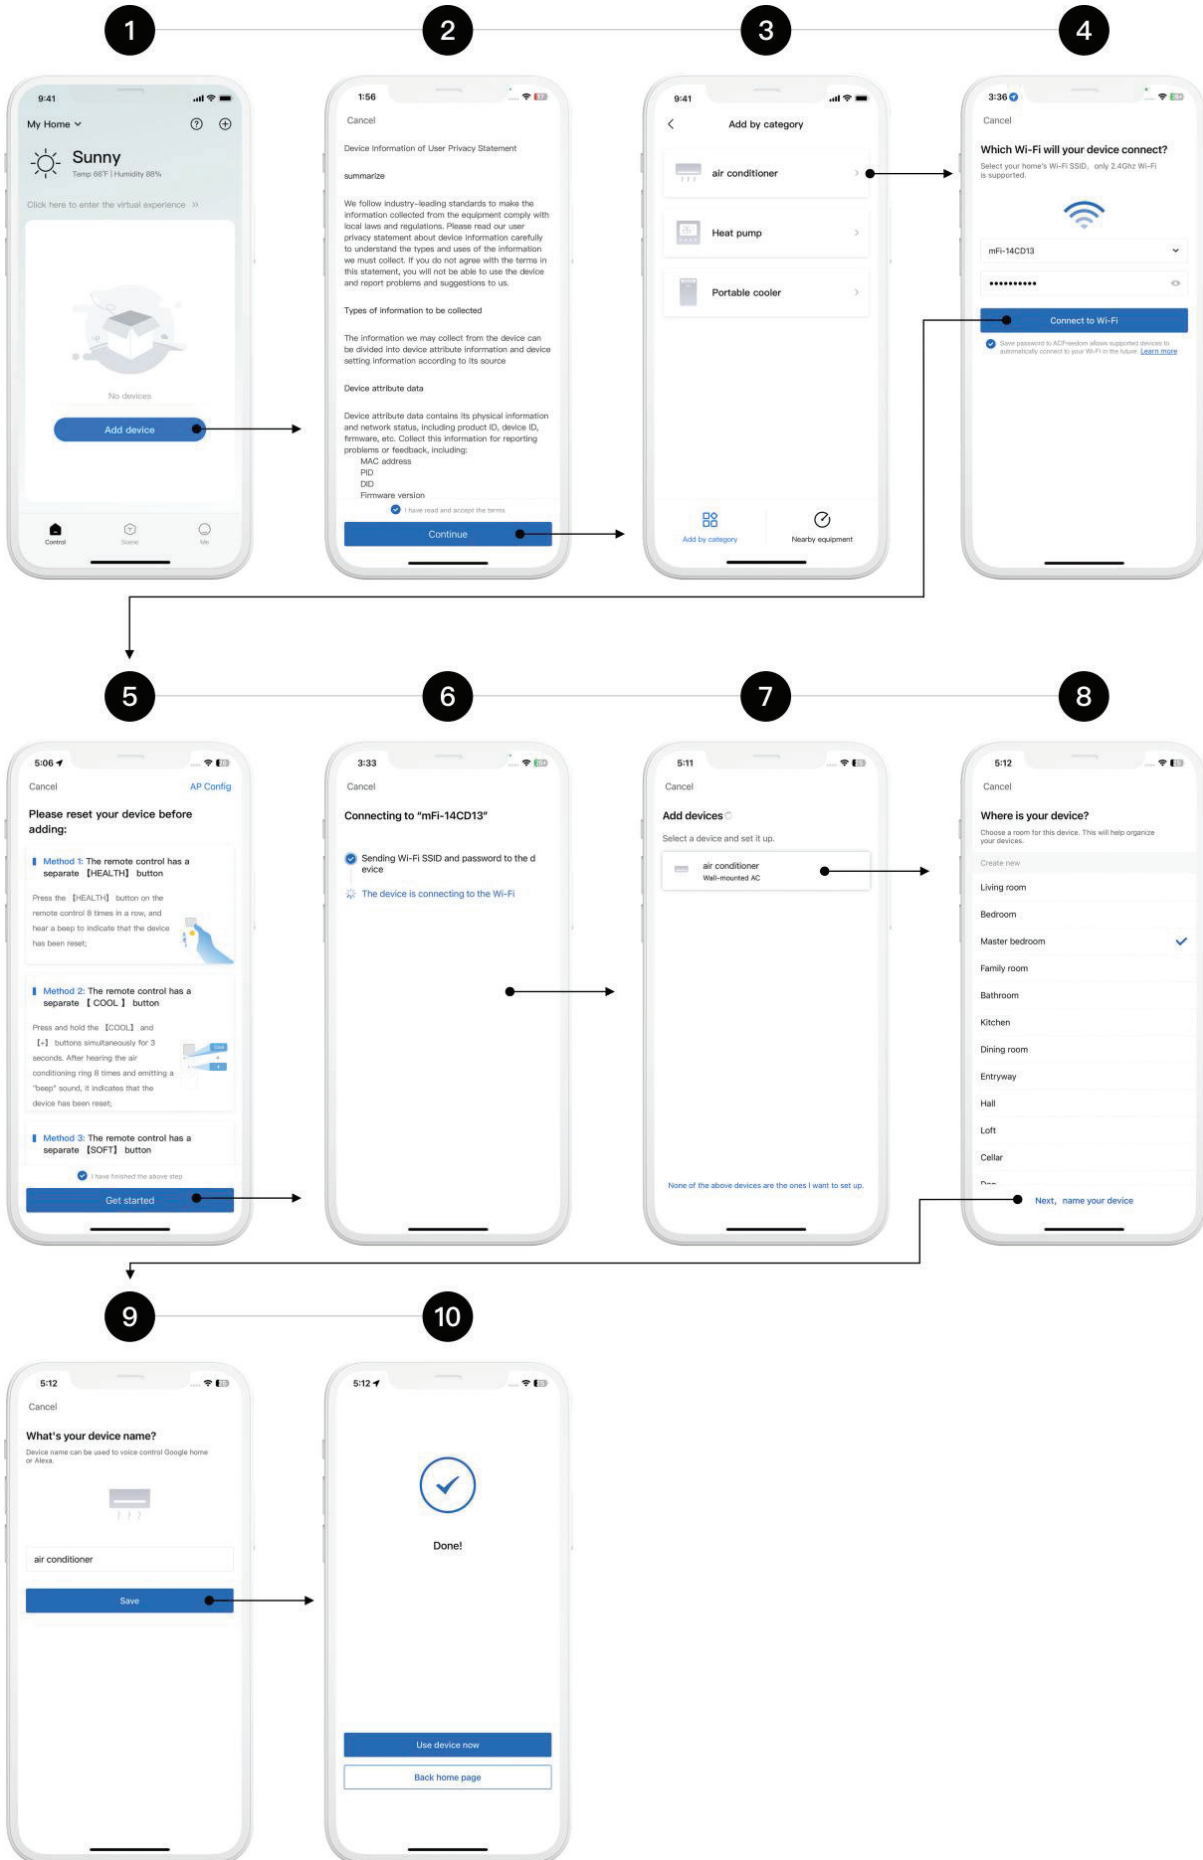 1
2
3
4
9:41
My Home
Sunny
Temp 66°F | Humidity 88%
Click here to enter the virtual experience »
No devices
Add device
Control
Scene
Me
1:56
Cancel
Device Information of User Privacy Statement
summarize
We follow industry-leading standards to make the
information collected from the equipment comply with
local laws and regulations. Please read our user
privacy statement about device information carefully
to understand the types and uses of the information
we must collect. If you do not agree with the terms in
this statement, you will not be able to use the device
and report problems and suggestions to us.
Types of information to be collected
The information we may collect from the device can
be divided into device attribute information and device
setting information according to its source
Device attribute data
Device attribute data contains its physical information
and network status, including product ID, device ID,
firmware, etc. Collect this information for reporting
problems or feedback, including:
MAC address
PID
DID
Firmware version
I have read and accept the terms
Continue
9:41
Add by category
air conditioner
Heat pump
Portable cooler
Add by category
Nearby equipment
3:36
Cancel
Which Wi-Fi will your device connect?
Select your home's Wi-Fi SSID, only 2.4Ghz Wi-Fi
is supported.
mFi-14CD13
••••••••••
Connect to Wi-Fi
Save password to ACFreedom allows supported devices to
automatically connect to your Wi-Fi in the future. Learn more
5
6
7
8
5:06
Cancel
AP Config
Please reset your device before
adding:
Method 1: The remote control has a
separate 【HEALTH】 button
Press the 【HEALTH】 button on the
remote control 8 times in a row, and
hear a beep to indicate that the device
has been reset;
Method 2: The remote control has a
separate 【 COOL 】 button
Press and hold the 【COOL】 and
【+】 buttons simultaneously for 3
seconds. After hearing the air
conditioning ring 8 times and emitting a
"beep" sound, it indicates that the
device has been reset;
Method 3: The remote control has a
separate 【SOFT】 button
I have finished the above step
Get started
3:33
Cancel
Connecting to "mFi-14CD13"
Sending Wi-Fi SSID and password to the d
evice
The device is connecting to the Wi-Fi
5:11
Cancel
Add devices
Select a device and set it up.
air conditioner
Wall-mounted AC
None of the above devices are the ones I want to set up.
5:12
Cancel
Where is your device?
Choose a room for this device. This will help organize
your devices.
Create new
Living room
Bedroom
Master bedroom
Family room
Bathroom
Kitchen
Dining room
Entryway
Hall
Loft
Cellar
Next, name your device
9
10
5:12
Cancel
What's your device name?
Device name can be used to voice control Google home
or Alexa.
air conditioner
Save
5:12
Done!
Use device now
Back home page